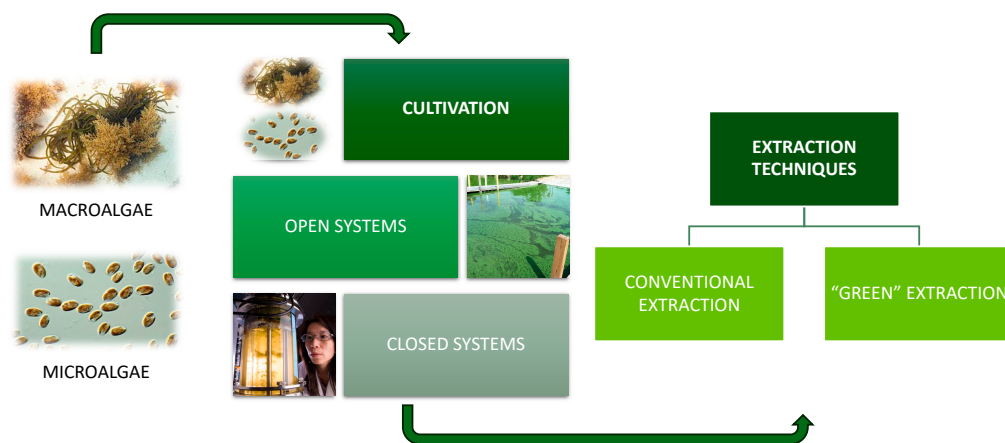 MACROALGAE
MICROALGAE
CULTIVATION
OPEN SYSTEMS
CLOSED SYSTEMS
EXTRACTION
TECHNIQUES
CONVENTIONAL
EXTRACTION
“GREEN” EXTRACTION